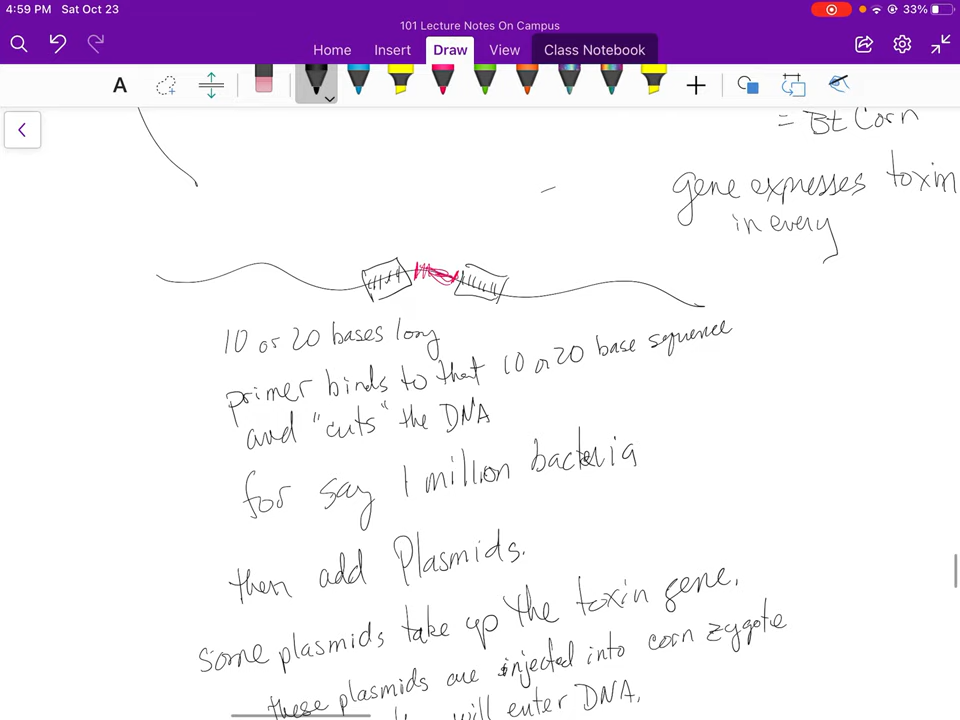 4:59 PM Sat Oct 23
33%
101 Lecture Notes On Campus
Home Insert Draw View Class Notebook
A
= Bt Corn
gene expresses toxin
in every
10 or 20 bases long
primer binds to that 10 or 20 base sequence
and "cuts" the DNA
for say 1 million bacteria
then add Plasmids.
Some plasmids take up the toxin gene.
these plasmids are injected into corn zygote
will enter DNA.